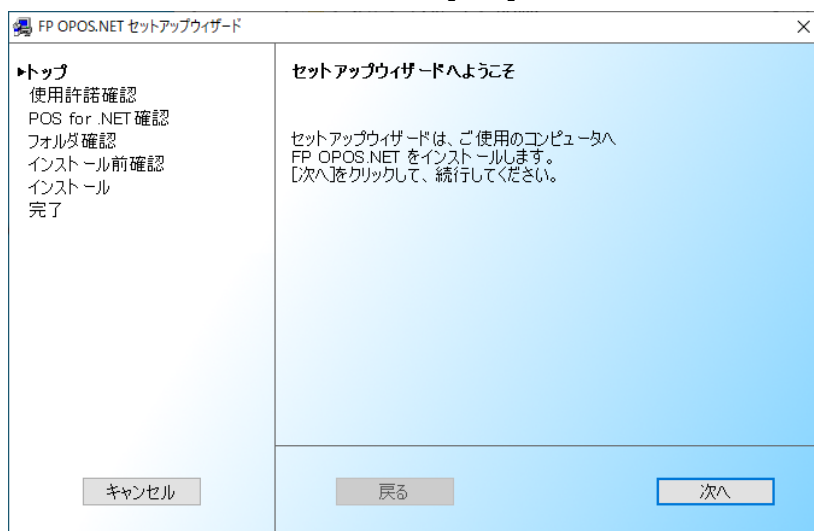 FP OPOS.NET セットアップウィザード
▶トップ
使用許諾確認
POS for .NET 確認
フォルダ確認
インストール前確認
インストール
完了
セットアップウィザードへようこそ
セットアップウィザードは、ご使用のコンピュータへ
FP OPOS.NET をインストールします。
[次へ]をクリックして、続行してください。
キャンセル
戻る
次へ